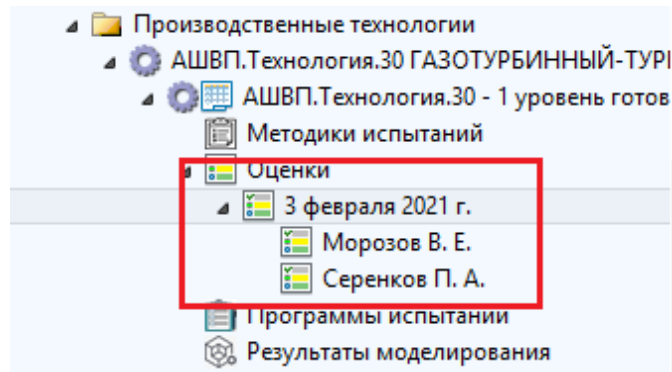 Производственные технологии
АШВП.Технология.30 ГАЗОТУРБИННЫЙ-ТУРІ
АШВП.Технология.30 - 1 уровень готов
Методики испытаний
Оценки
3 февраля 2021 г.
Морозов В. Е.
Серенков П. А.
Программы испытаний
Результаты моделирования